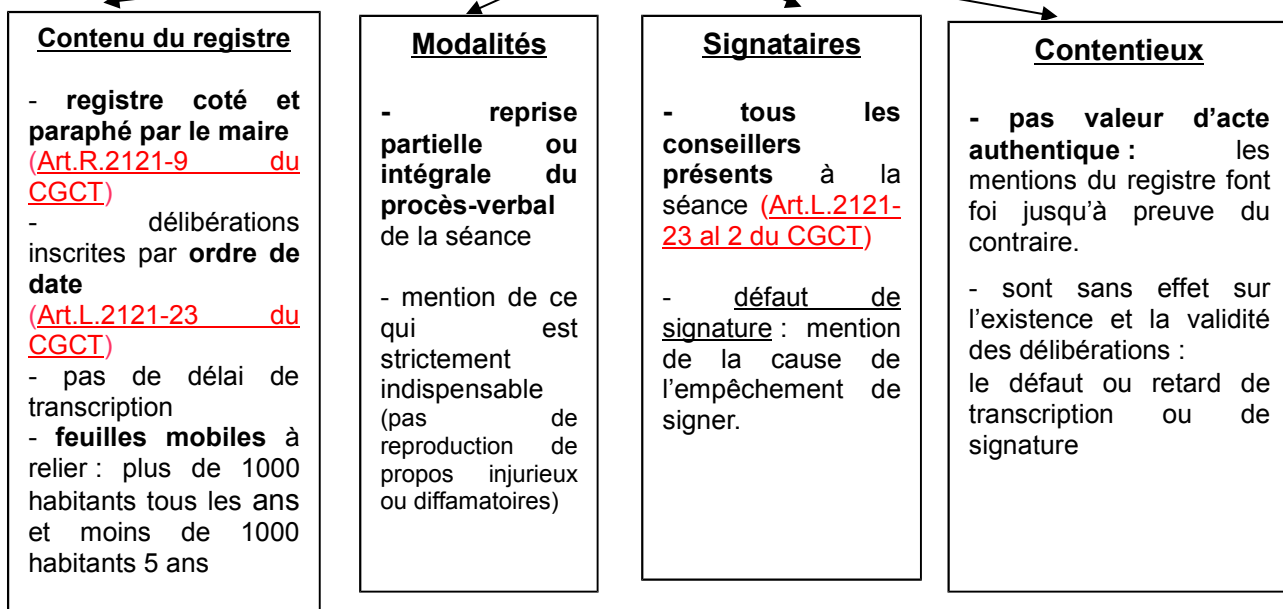 Contenu du registre
- registre coté et
paraphé par le maire
(Art.R.2121-9 du
CGCT)
- délibérations
inscrites par ordre de
date
(Art.L.2121-23 du
CGCT)
- pas de délai de
transcription
- feuilles mobiles à
relier : plus de 1000
habitants tous les ans
et moins de 1000
habitants 5 ans
Modalités
- reprise
partielle ou
intégrale du
procès-verbal
de la séance
- mention de ce
qui est
strictement
indispensable
(pas de
reproduction de
propos injurieux
ou diffamatoires)
Signataires
- tous les
conseillers
présents à la
séance (Art.L.2121-
23 al 2 du CGCT)
- défaut de
signature : mention
de la cause de
l’empêchement de
signer.
Contentieux
- pas valeur d’acte
authentique : les
mentions du registre font
foi jusqu’à preuve du
contraire.
- sont sans effet sur
l’existence et la validité
des délibérations :
le défaut ou retard de
transcription ou de
signature